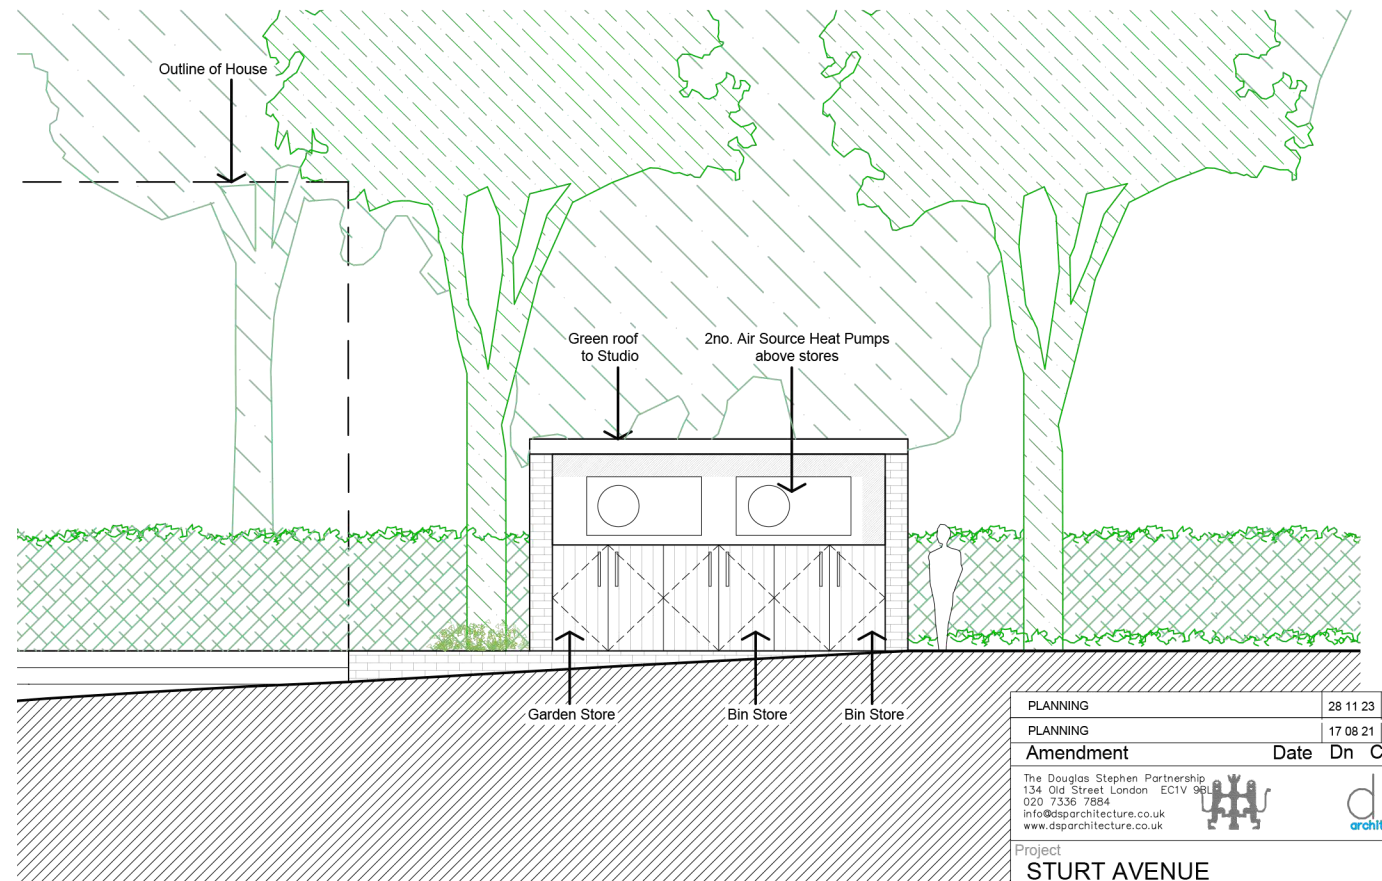 Outline of House
Green roof
to Studio
2no. Air Source Heat Pumps
above stores
Garden Store
Bin Store
Bin Store
PLANNING 28 11 23
PLANNING 17 08 21
Amendment Date Dn C
The Douglas Stephen Partnership
134 Old Street London EC1V 9BL
020 7336 7884
info@dsparchitecture.co.uk
www.dsparchitecture.co.uk
d
archit
Project
STURT AVENUE